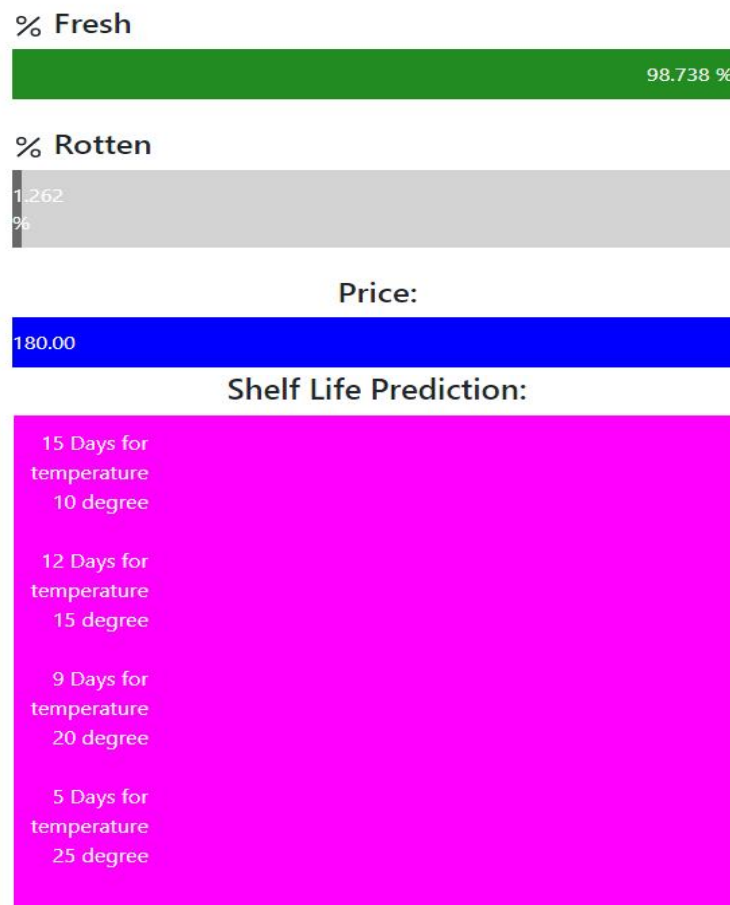 % Fresh
98.738 %
% Rotten
1.262
%
Price:
180.00
Shelf Life Prediction:
15 Days for
temperature
10 degree
12 Days for
temperature
15 degree
9 Days for
temperature
20 degree
5 Days for
temperature
25 degree